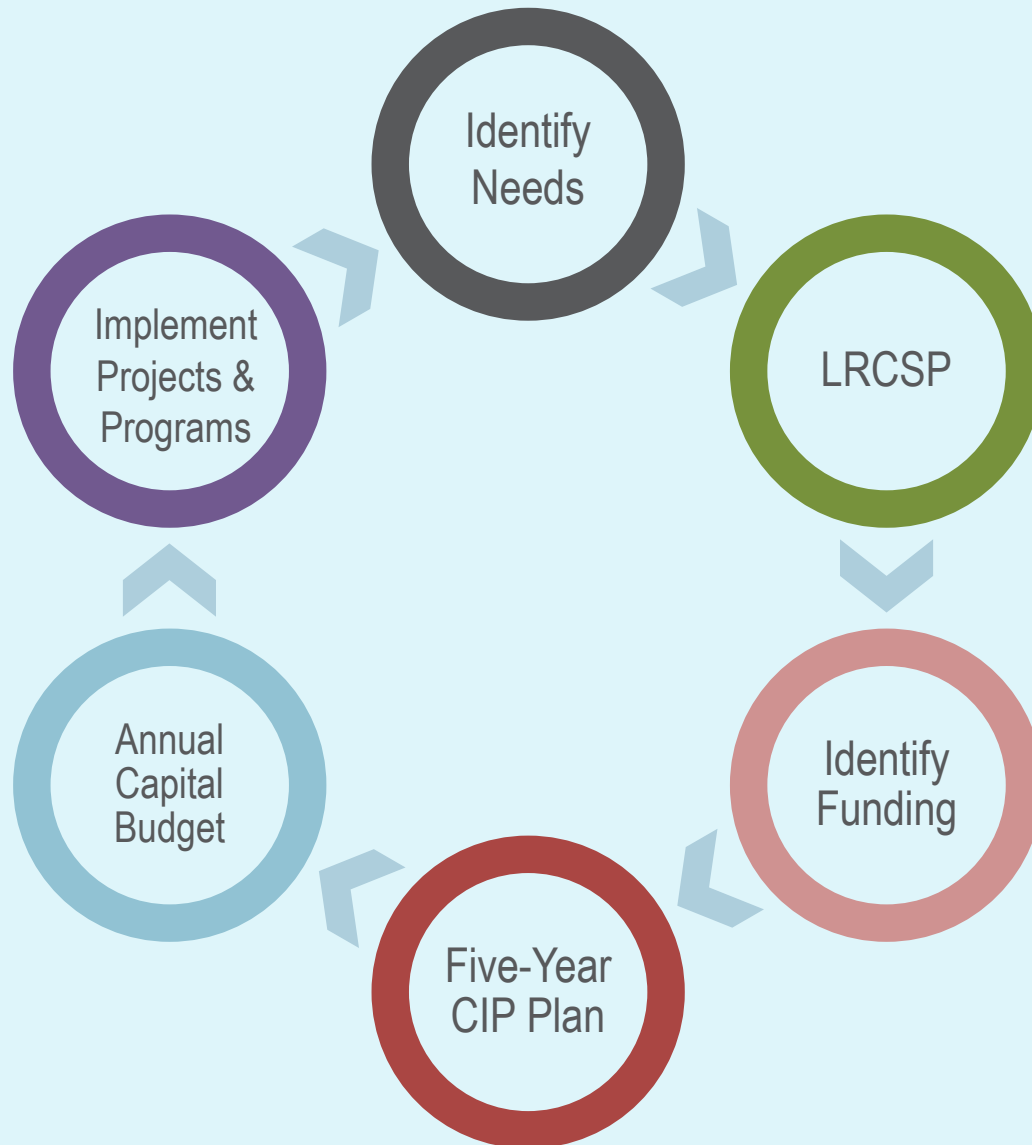 Identify
Needs
LRCSP
Identify
Funding
Five-Year
CIP Plan
Annual
Capital
Budget
Implement
Projects &
Programs